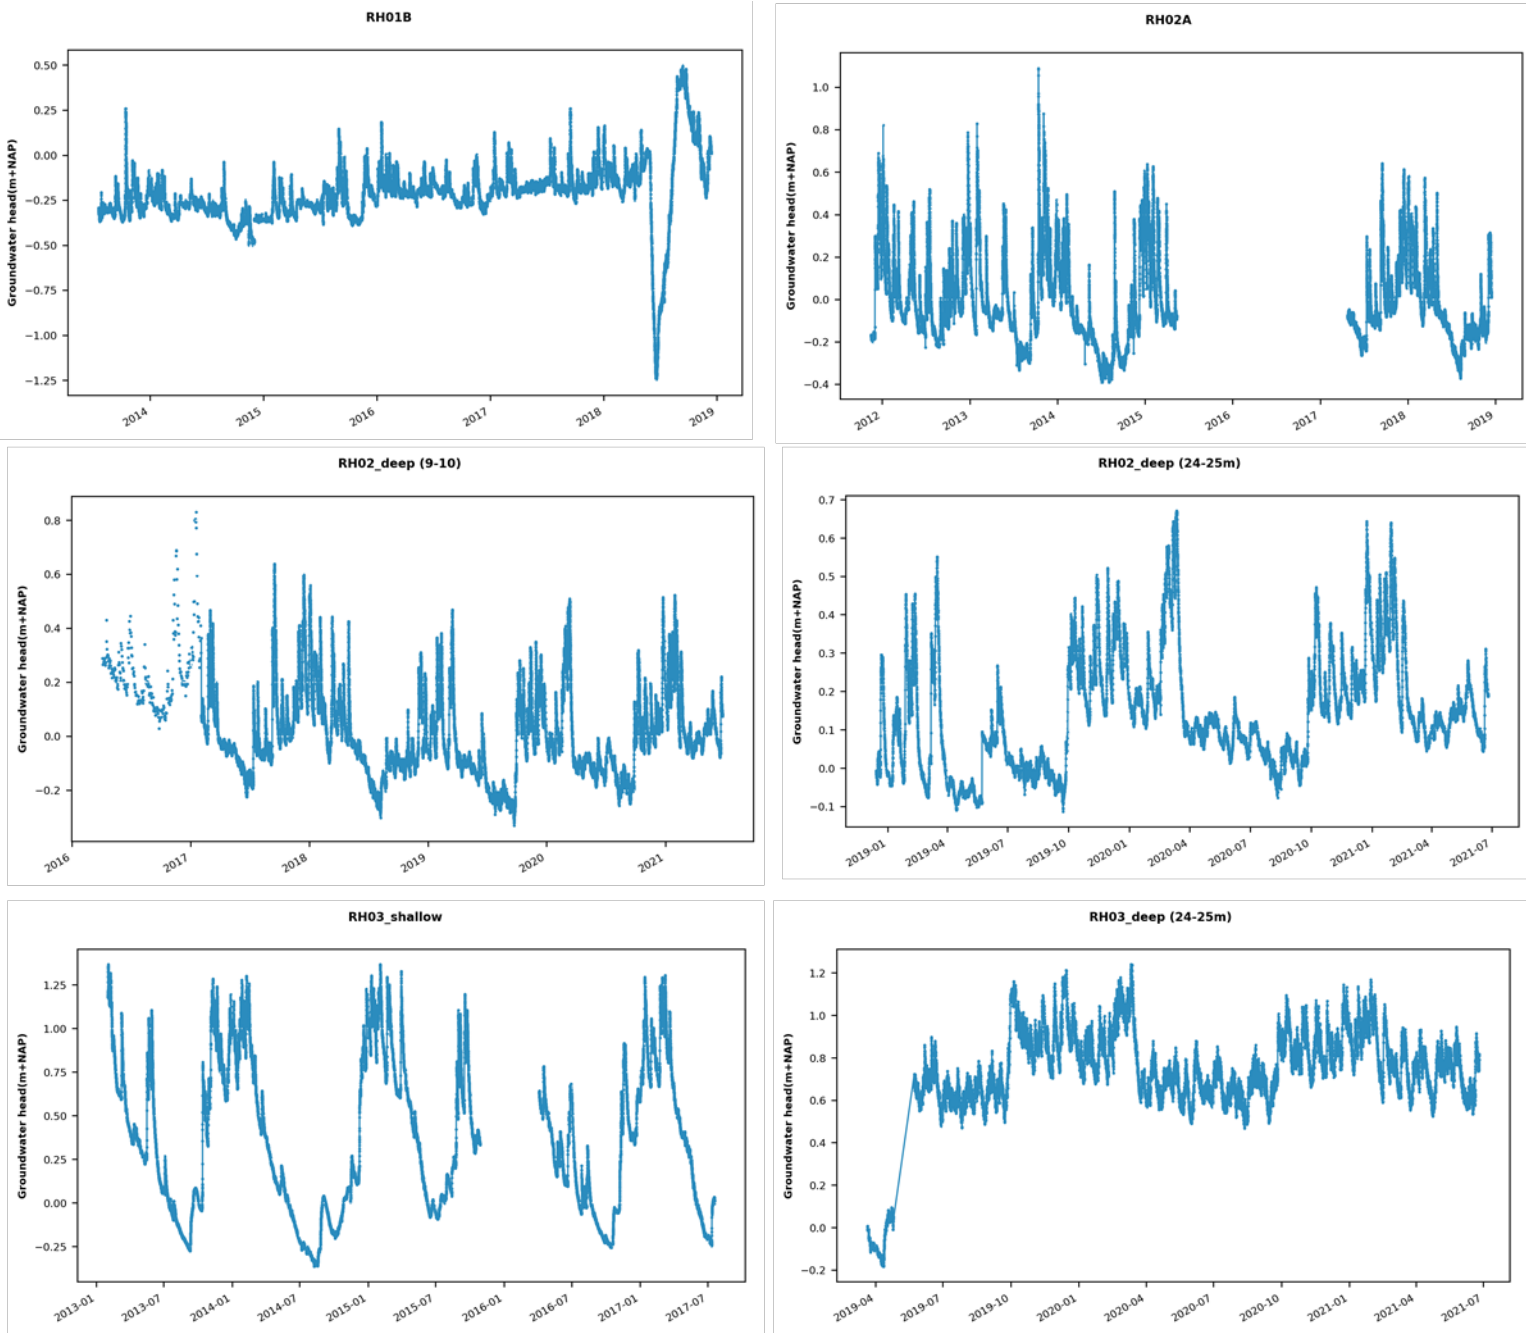 RH01B
Groundwater head(m+NAP)
0.50
0.25
0.00
−0.25
−0.50
−0.75
−1.00
−1.25
2014 2015 2016 2017 2018 2019
RH02A
Groundwater head(m+NAP)
1.0
0.8
0.6
0.4
0.2
0.0
−0.2
−0.4
2012 2013 2014 2015 2016 2017 2018 2019
RH02_deep (9-10)
Groundwater head(m+NAP)
0.8
0.6
0.4
0.2
0.0
−0.2
2016 2017 2018 2019 2020 2021
RH02_deep (24-25m)
Groundwater head(m+NAP)
0.7
0.6
0.5
0.4
0.3
0.2
0.1
0.0
−0.1
2019-01 2019-04 2019-07 2019-10 2020-01 2020-04 2020-07 2020-10 2021-01 2021-04 2021-07
RH03_shallow
Groundwater head(m+NAP)
1.25
1.00
0.75
0.50
0.25
0.00
−0.25
2013-01 2013-07 2014-01 2014-07 2015-01 2015-07 2016-01 2016-07 2017-01 2017-07
RH03_deep (24-25m)
Groundwater head(m+NAP)
1.2
1.0
0.8
0.6
0.4
0.2
0.0
−0.2
2019-04 2019-07 2019-10 2020-01 2020-04 2020-07 2020-10 2021-01 2021-04 2021-07